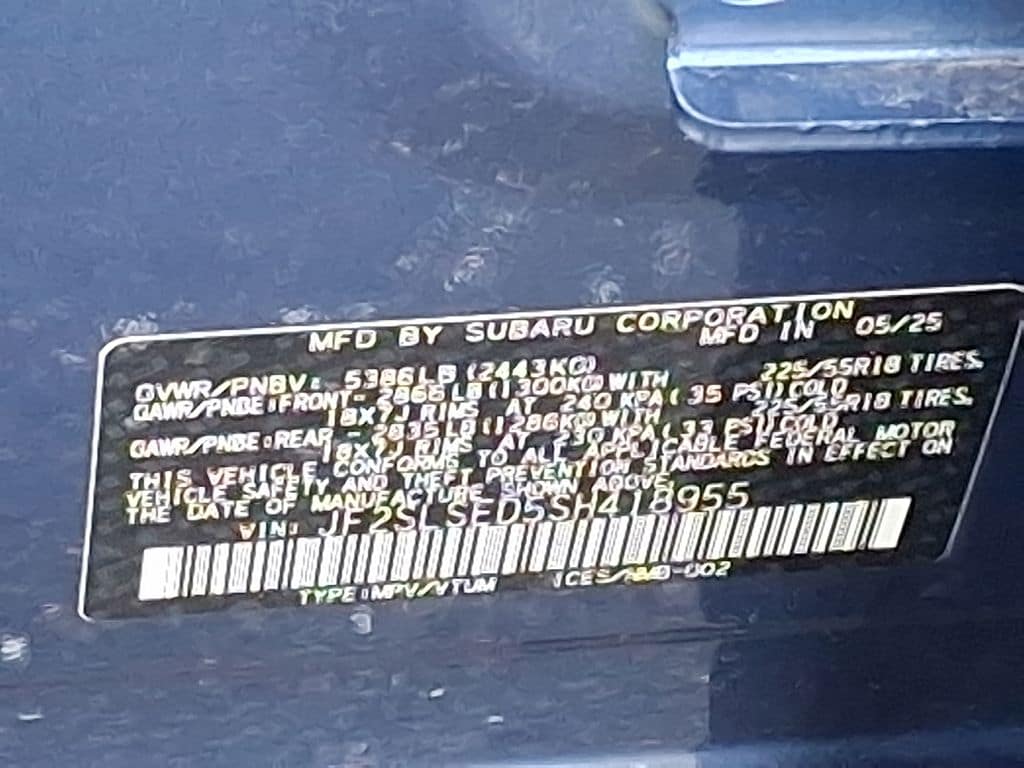 MFD BY SUBARU CORPORATION
MFD IN 05/25
GVWR/PNBV: 5386LB (2443KG)
GAWR/PNBE:FRONT- 2866LB(1300KG)WITH 225/55R18 TIRES.
18X7J RIMS AT 240 KPA( 35 PSI)COLD
GAWR/PNBE:REAR - 2835LB(1286KG)WITH 225/55R18 TIRES.
18X7J RIMS AT 230 KPA( 33 PSI)COLD
THIS VEHICLE CONFORMS TO ALL APPLICABLE FEDERAL MOTOR
VEHICLE SAFETY AND THEFT PREVENTION STANDARDS IN EFFECT ON
THE DATE OF MANUFACTURE SHOWN ABOVE.
VIN: JF2SLSED5SH418955
TYPE:MPV/VTUM